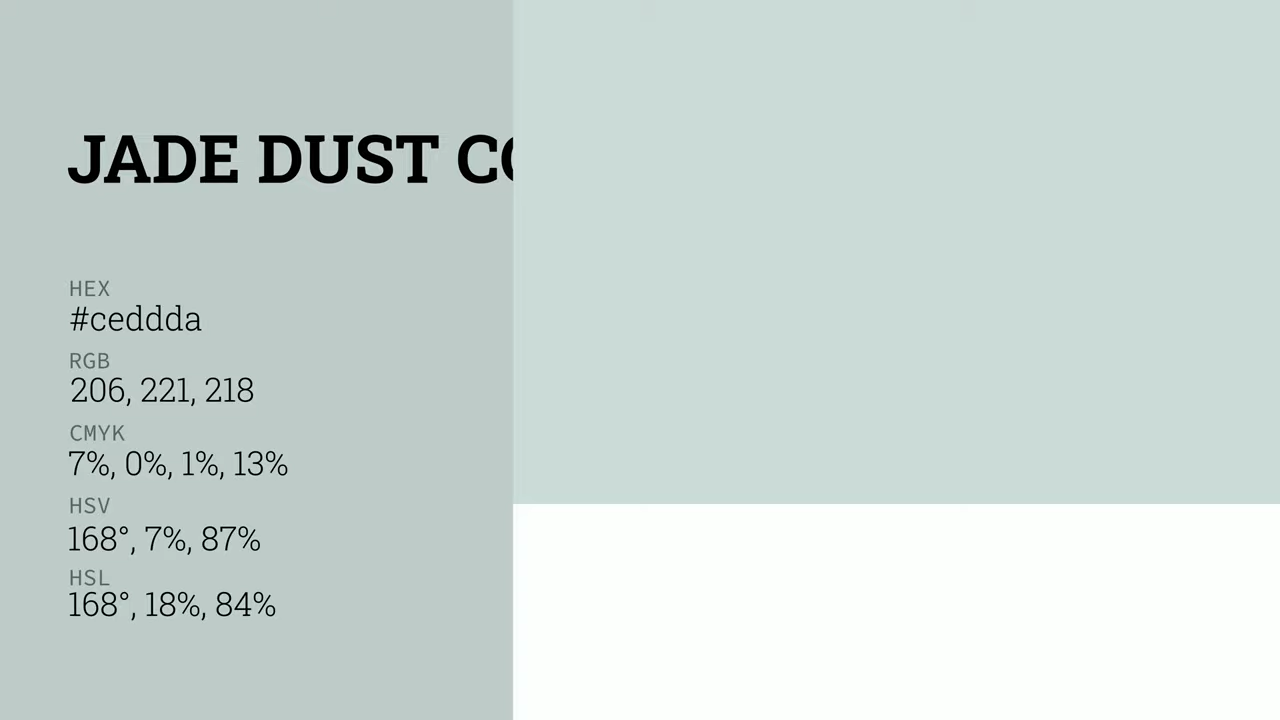 JADE DUST
HEX
#ceddda
RGB
206, 221, 218
CMYK
7%, 0%, 1%, 13%
HSV
168°, 7%, 87%
HSL
168°, 18%, 84%